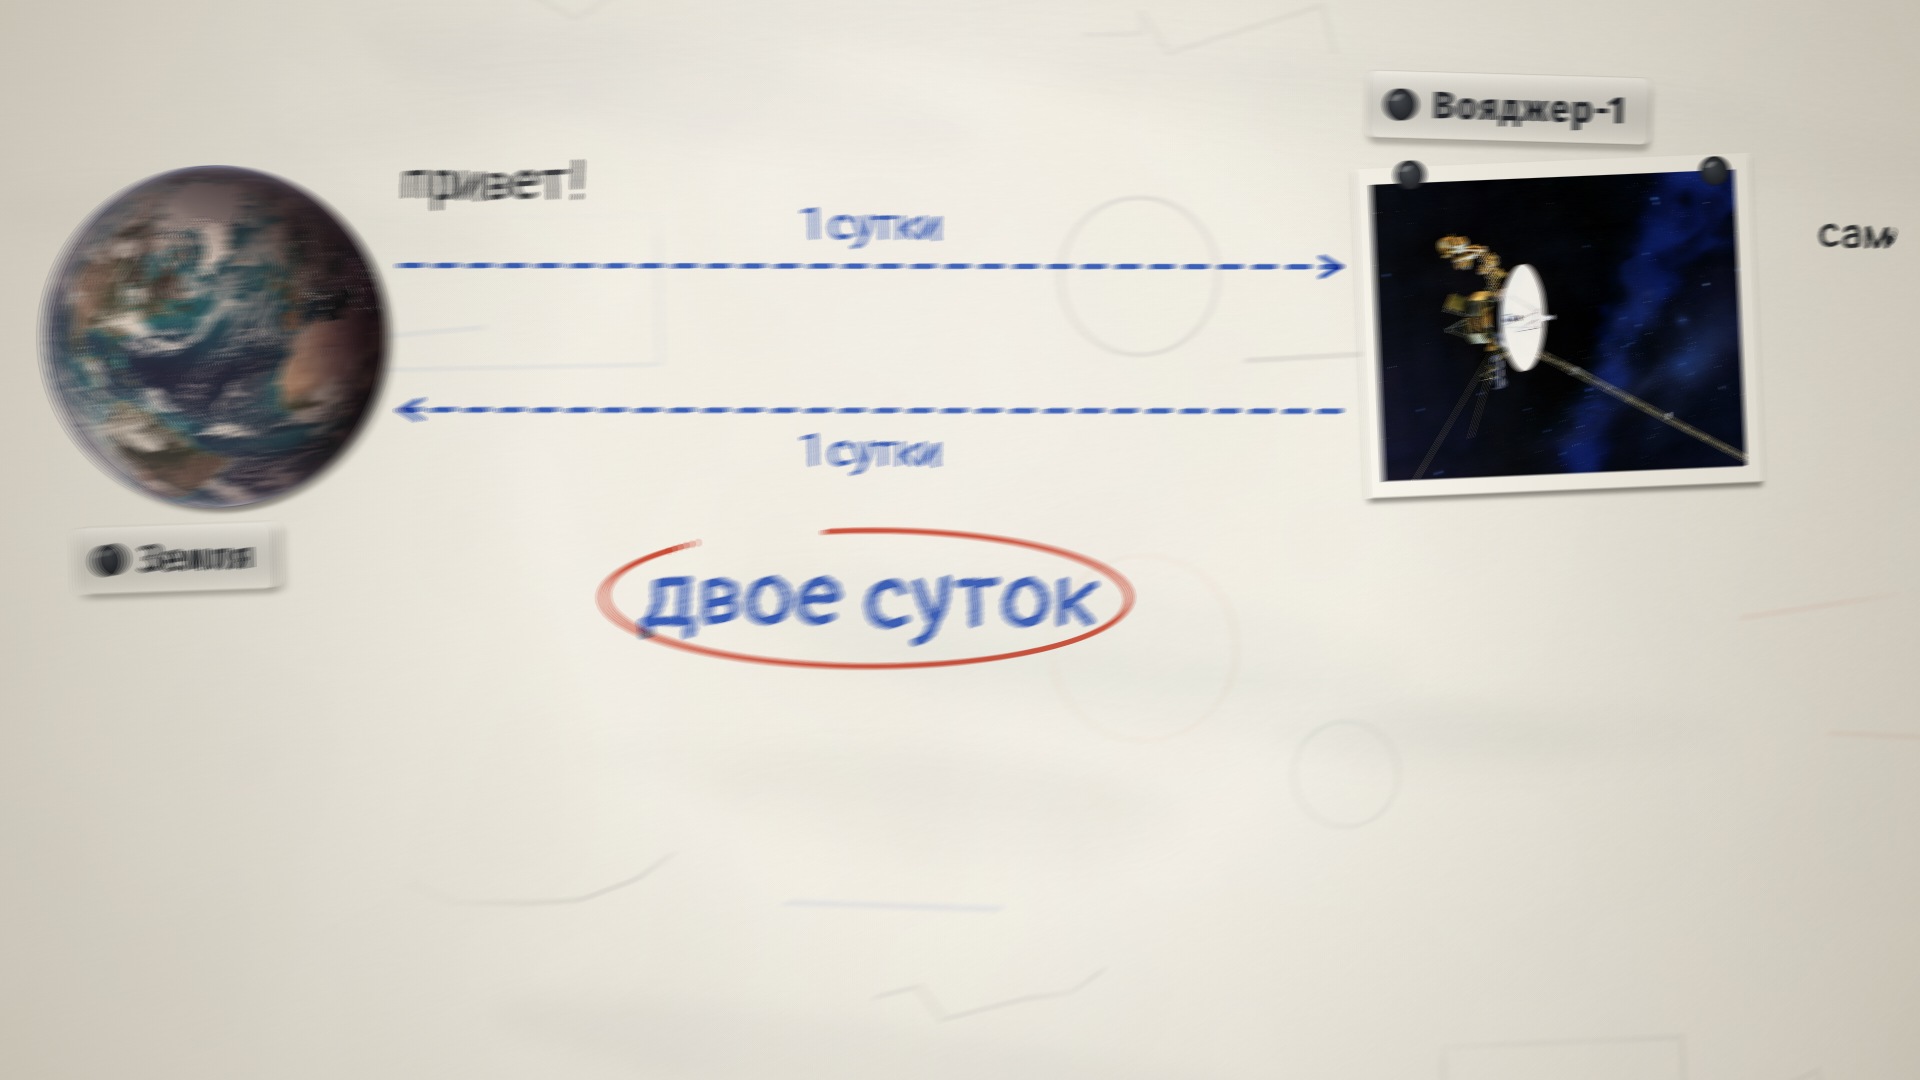 Вояджер-1
привет!
1 сутки
сам
1 сутки
Земля
двое суток